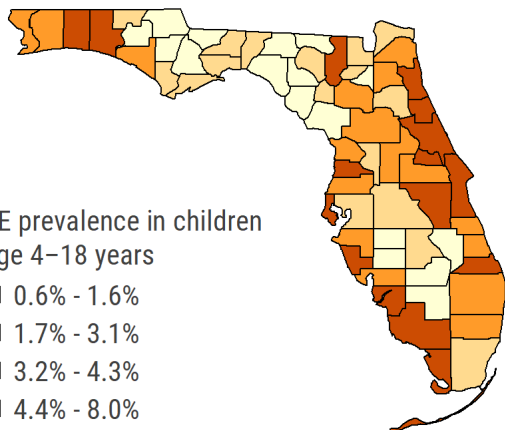 E prevalence in children
ge 4–18 years
0.6% - 1.6%
1.7% - 3.1%
3.2% - 4.3%
4.4% - 8.0%